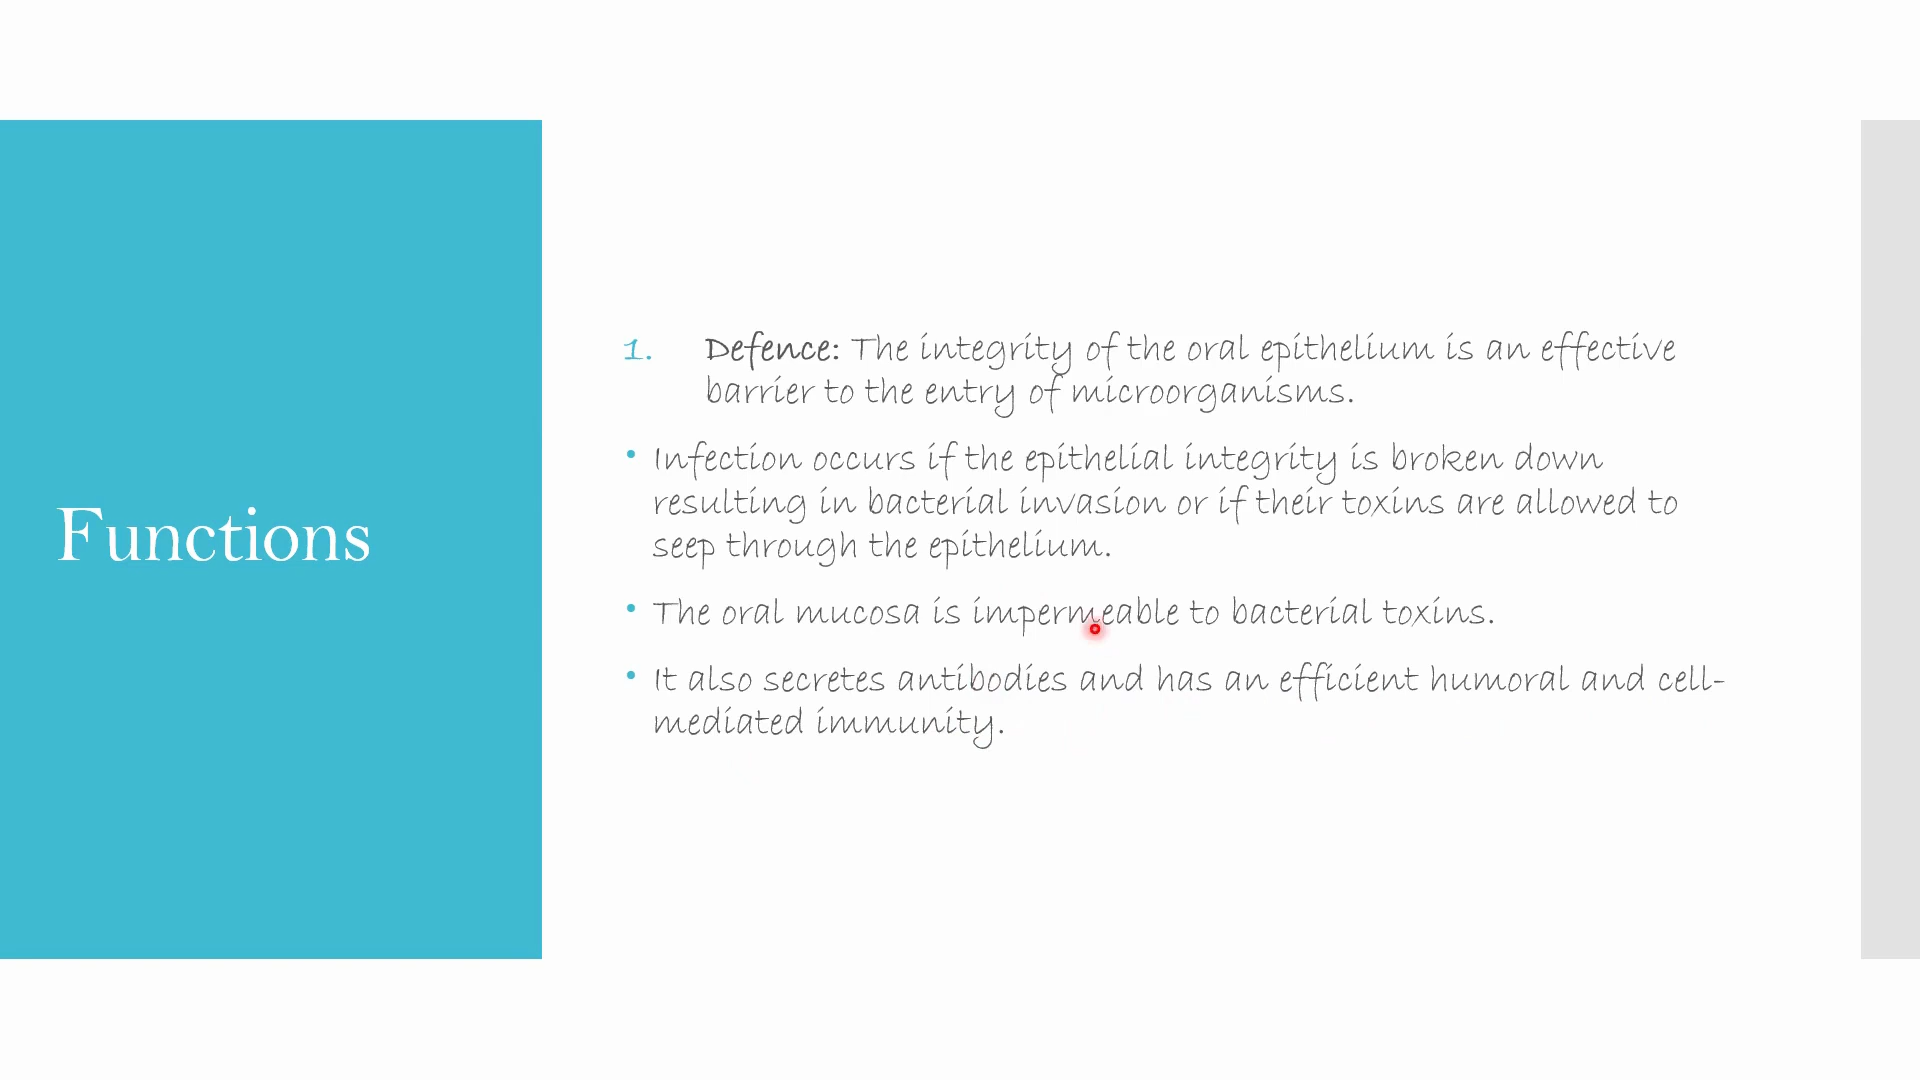 Functions
1. Defence: The integrity of the oral epithelium is an effective
barrier to the entry of microorganisms.
• Infection occurs if the epithelial integrity is broken down
resulting in bacterial invasion or if their toxins are allowed to
seep through the epithelium.
• The oral mucosa is impermeable to bacterial toxins.
• It also secretes antibodies and has an efficient humoral and cell-
mediated immunity.